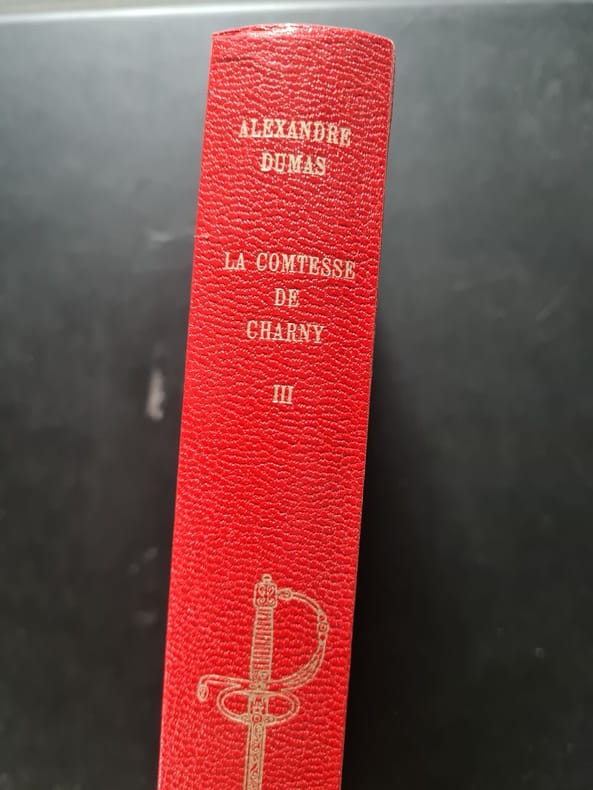 ALEXANDRE
DUMAS
LA COMTESSE
DE
CHARNY
III